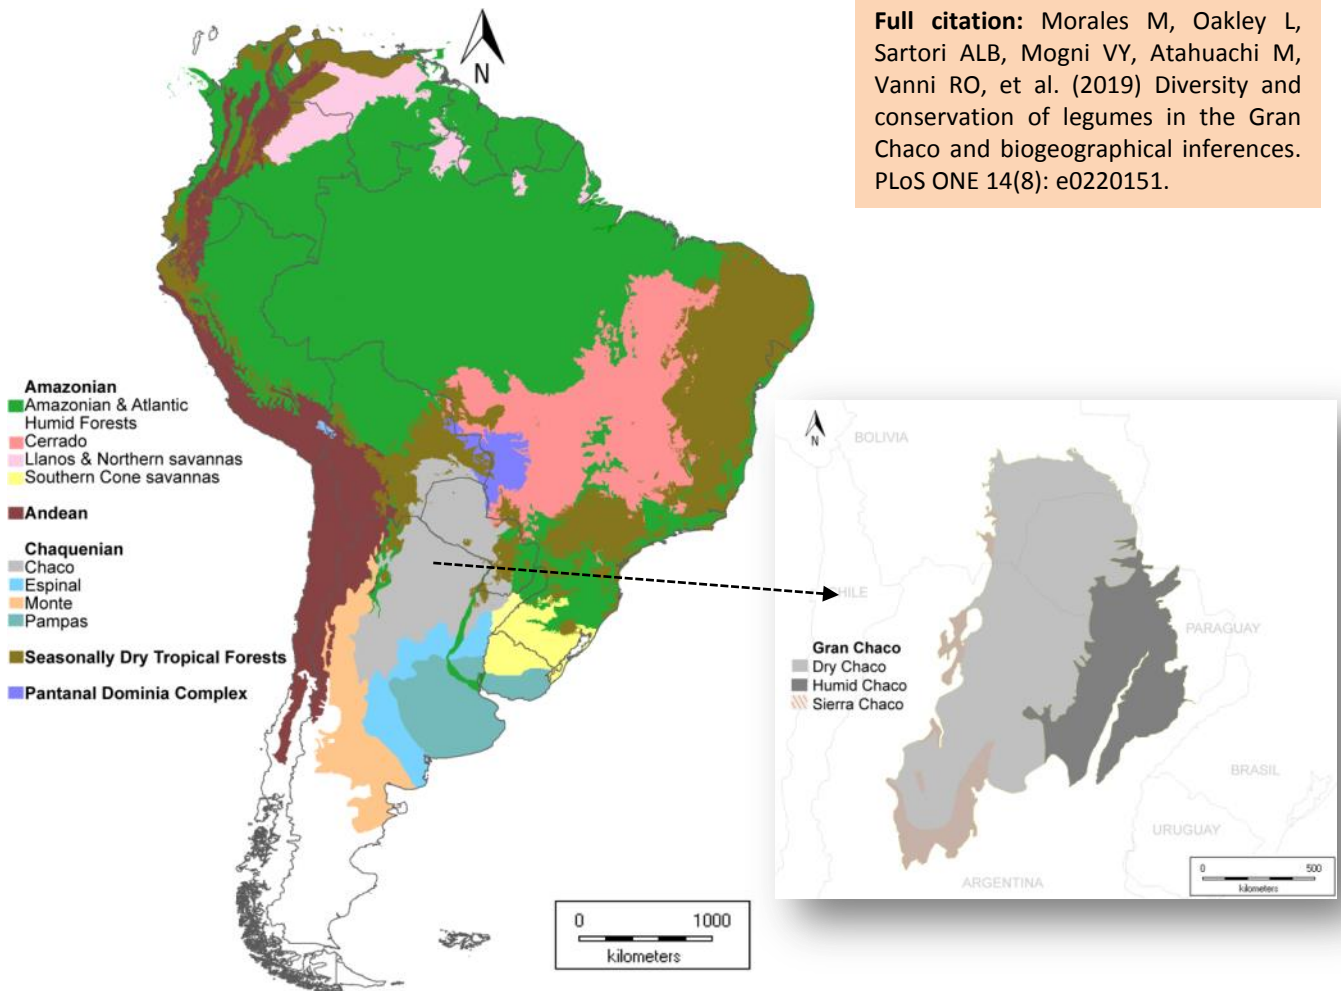 Full citation: Morales M, Oakley L,
Sartori ALB, Mogni VY, Atahuachi M,
Vanni RO, et al. (2019) Diversity and
conservation of legumes in the Gran
Chaco and biogeographical inferences.
PLoS ONE 14(8): e0220151.
N
Amazonian
Amazonian & Atlantic
Humid Forests
Cerrado
Llanos & Northern savannas
Southern Cone savannas
Andean
Chaquenian
Chaco
Espinal
Monte
Pampas
Seasonally Dry Tropical Forests
Pantanal Dominia Complex
0 1000
kilometers
N
BOLIVIA
HILE
PARAGUAY
Gran Chaco
Dry Chaco
Humid Chaco
Sierra Chaco
BRASIL
URUGUAY
ARGENTINA
0 500
kilometers